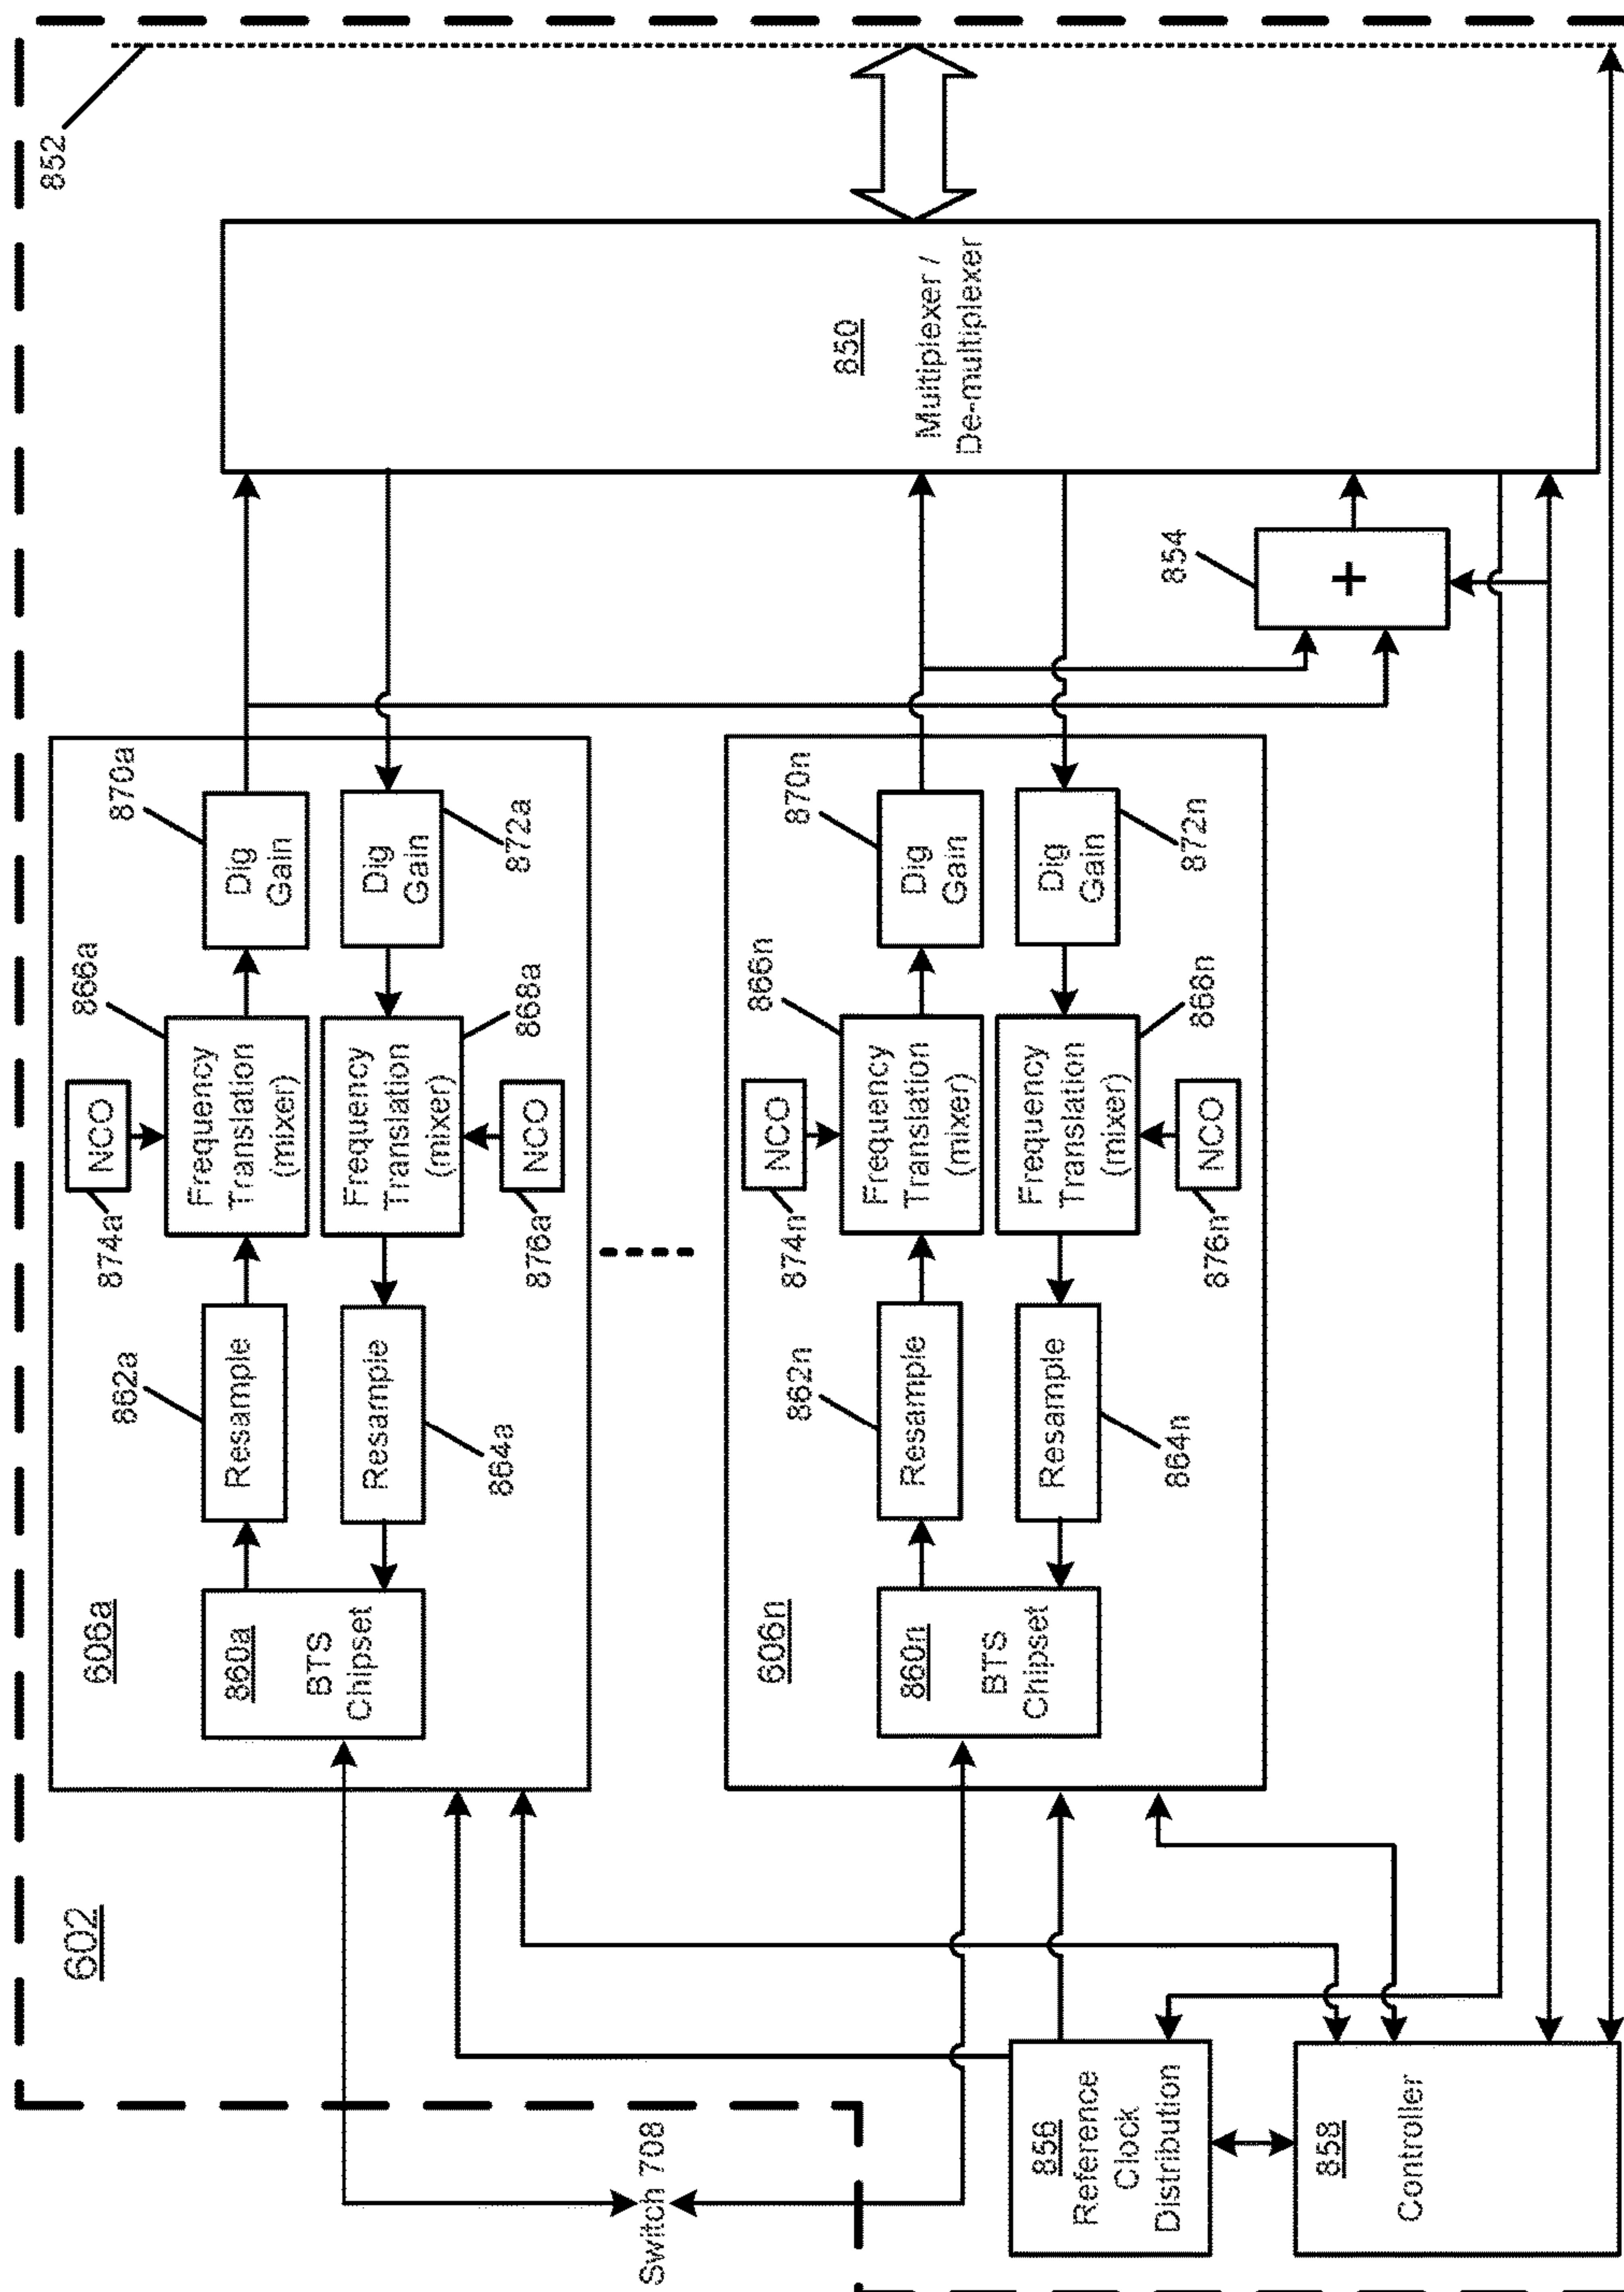 602
852
606a
860a
BTS
Chipset
862a
Resample
864a
Resample
874a
NCO
866a
Frequency
Translation
(mixer)
868a
Frequency
Translation
(mixer)
876a
NCO
870a
Dig
Gain
872a
Dig
Gain
850
Multiplexer /
De-multiplexer
Switch 708
606n
860n
BTS
Chipset
862n
Resample
864n
Resample
874n
NCO
866n
Frequency
Translation
(mixer)
868n
Frequency
Translation
(mixer)
876n
NCO
870n
Dig
Gain
872n
Dig
Gain
854
+
856
Reference
Clock
Distribution
858
Controller